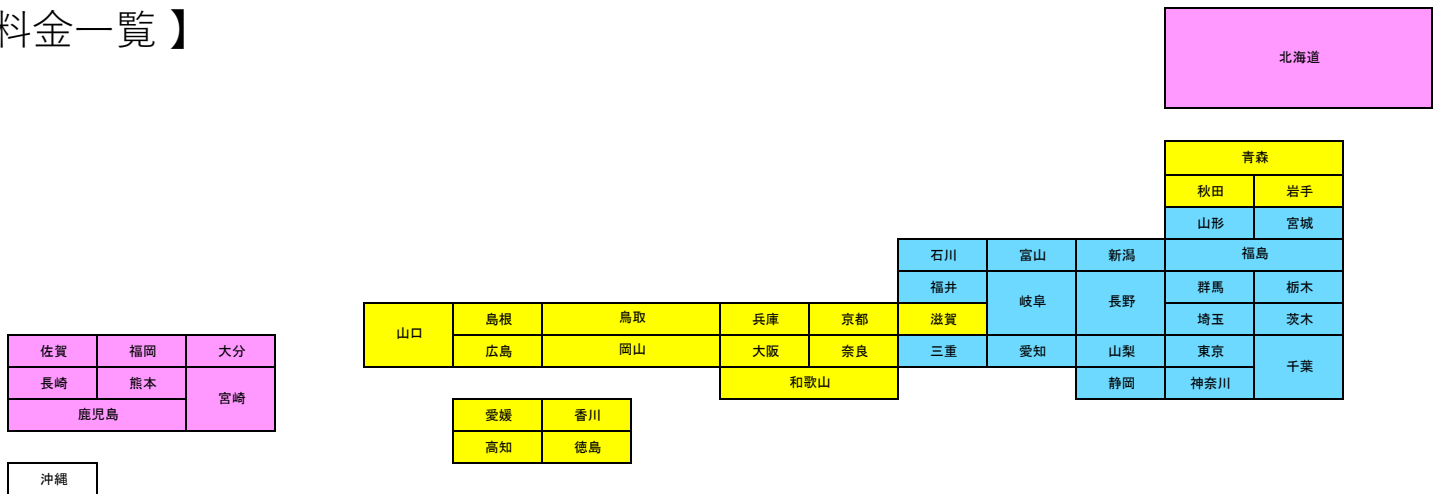 料金一覧 】
北海道
青森
秋田 岩手
山形 宮城
石川 富山 新潟 福島
福井 岐阜 長野 群馬 栃木
山口 島根 鳥取 兵庫 京都 滋賀 埼玉 茨木
広島 岡山 大阪 奈良 三重 愛知 山梨 東京 千葉
佐賀 福岡 大分
長崎 熊本 宮崎
和歌山 静岡 神奈川
鹿児島
愛媛 香川
高知 徳島
沖縄